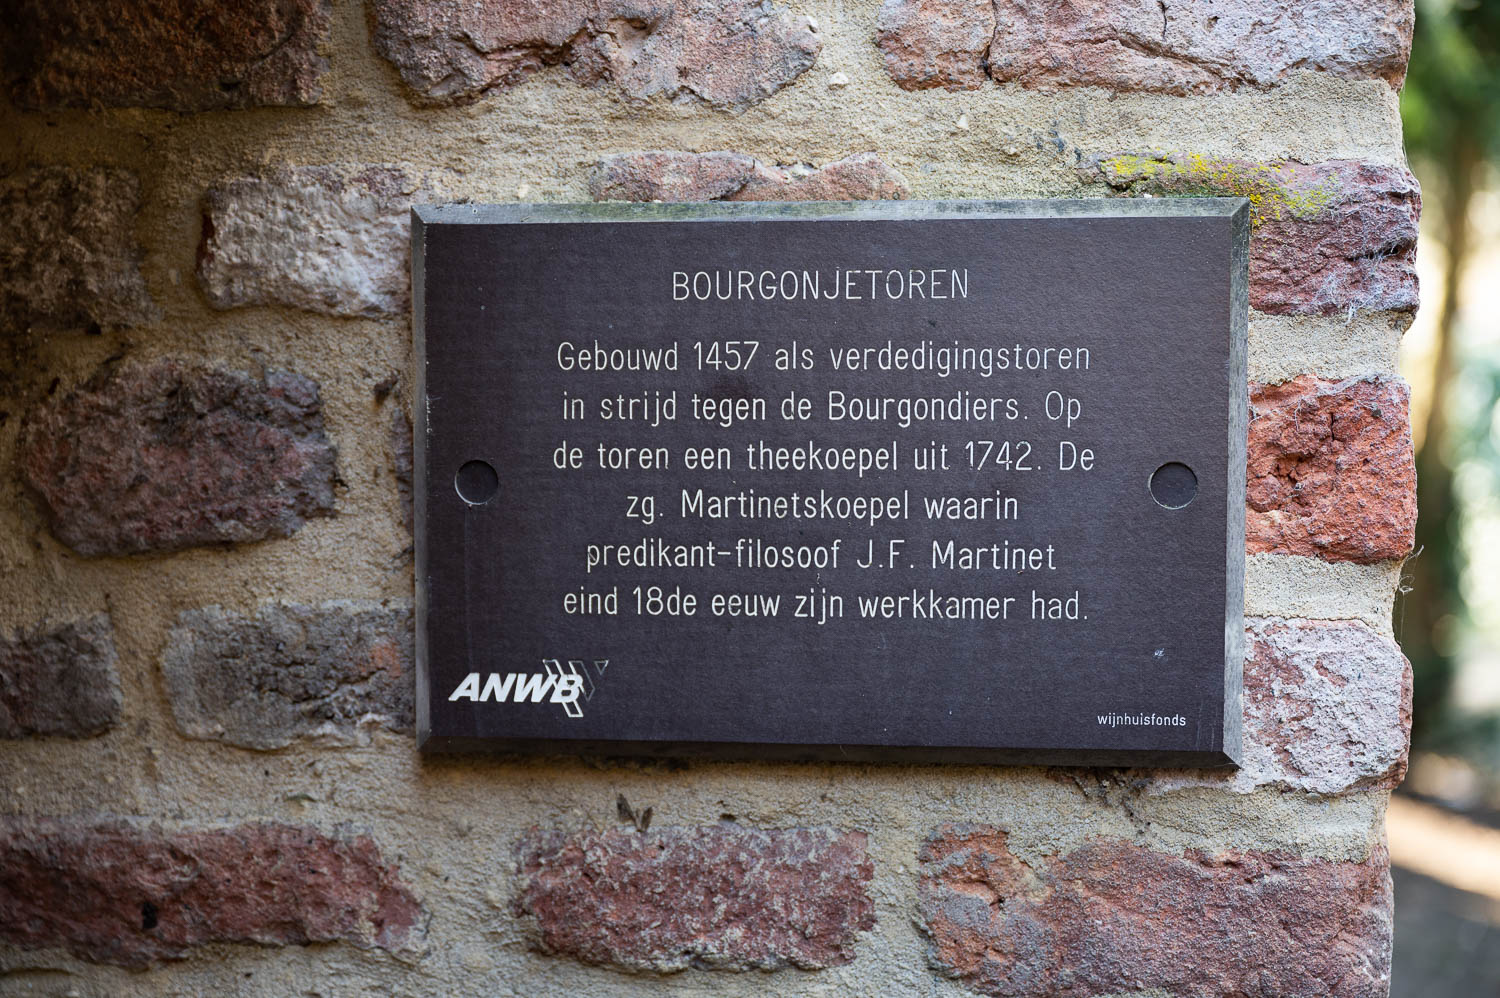 BOURGONJETOREN
Gebouwd 1457 als verdedigingstoren
in strijd tegen de Bourgondiers. Op
de toren een theekoepel uit 1742. De
zg. Martinetskoepel waarin
predikant-filosoof J.F. Martinet
eind 18de eeuw zijn werkkamer had.
ANWB
wijnhuisfonds